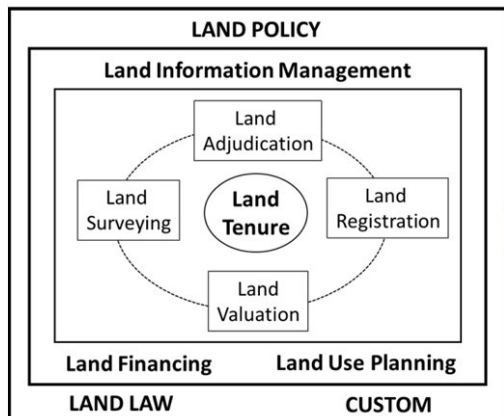 LAND POLICY
Land Information Management
Land
Adjudication
Land
Surveying
Land
Tenure
Land
Registration
Land
Valuation
Land Financing
Land Use Planning
LAND LAW
CUSTOM